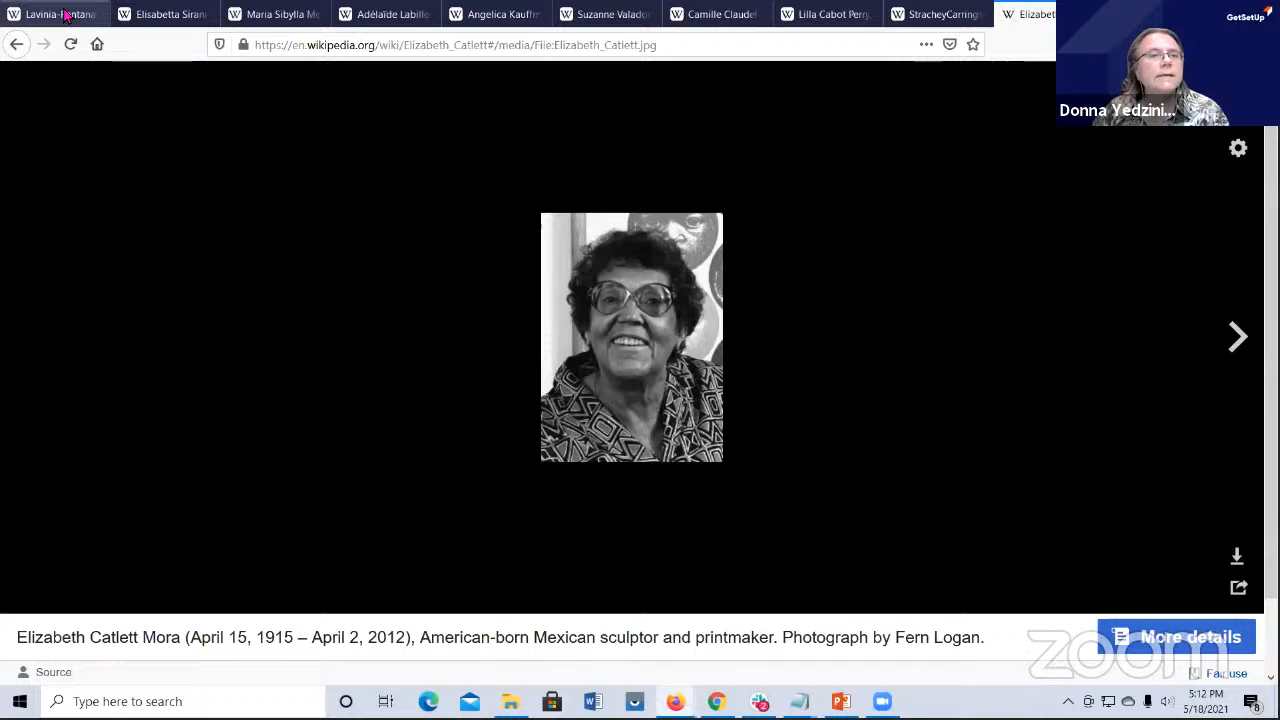 Lavinia Fontana
Elisabetta Siran
Maria Sibylla Me
Adélaïde Labille
Angelica Kauffm
Suzanne Valado
Camille Claudel
Lilla Cabot Perry,
StracheyCarring
Elizabet
GetSetUp
https://en.wikipedia.org/wiki/Elizabeth_Catlett#/media/File:Elizabeth_Catlett.jpg
Donna Yedzini...
Elizabeth Catlett Mora (April 15, 1915 – April 2, 2012), American-born Mexican sculptor and printmaker. Photograph by Fern Logan.
More details
zoom
Source
Type here to search
5:12 PM
5/18/2021
8